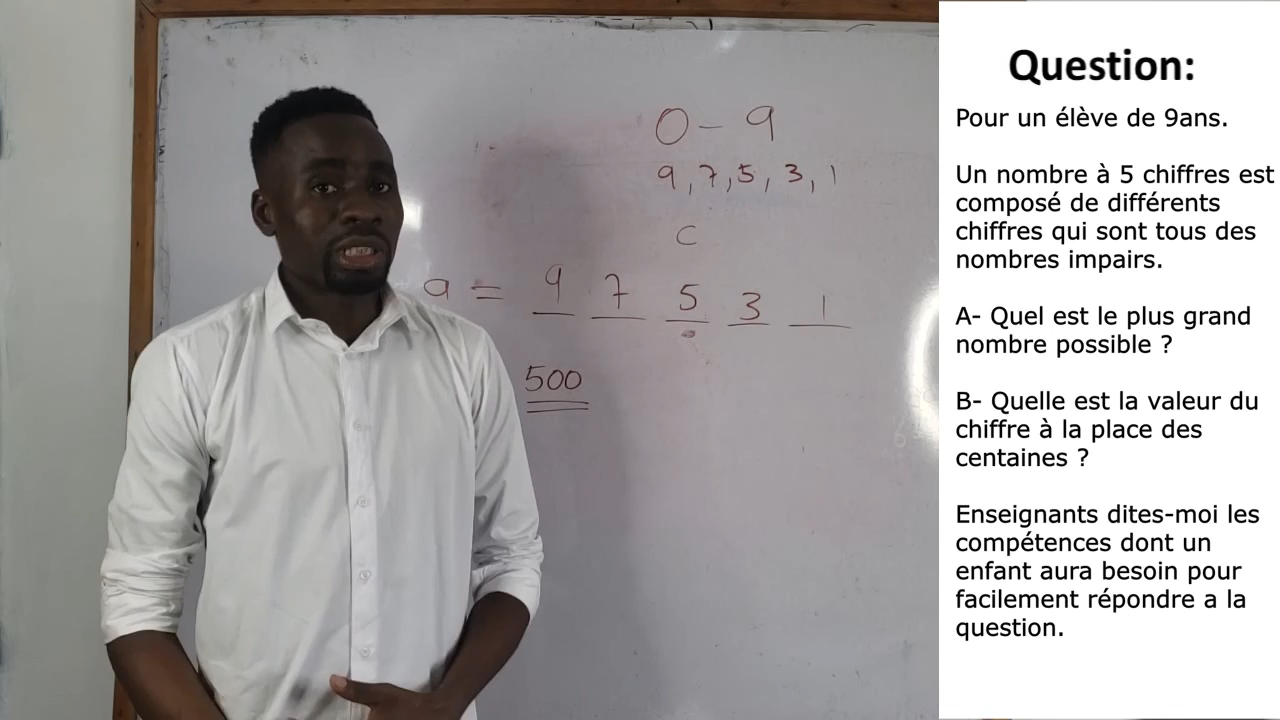 0 - 9
9, 7, 5, 3, 1
C
a = 9 7 5 3 1
500
Question:
Pour un élève de 9ans.
Un nombre à 5 chiffres est
composé de différents
chiffres qui sont tous des
nombres impairs.
A- Quel est le plus grand
nombre possible ?
B- Quelle est la valeur du
chiffre à la place des
centaines ?
Enseignants dites-moi les
compétences dont un
enfant aura besoin pour
facilement répondre a la
question.